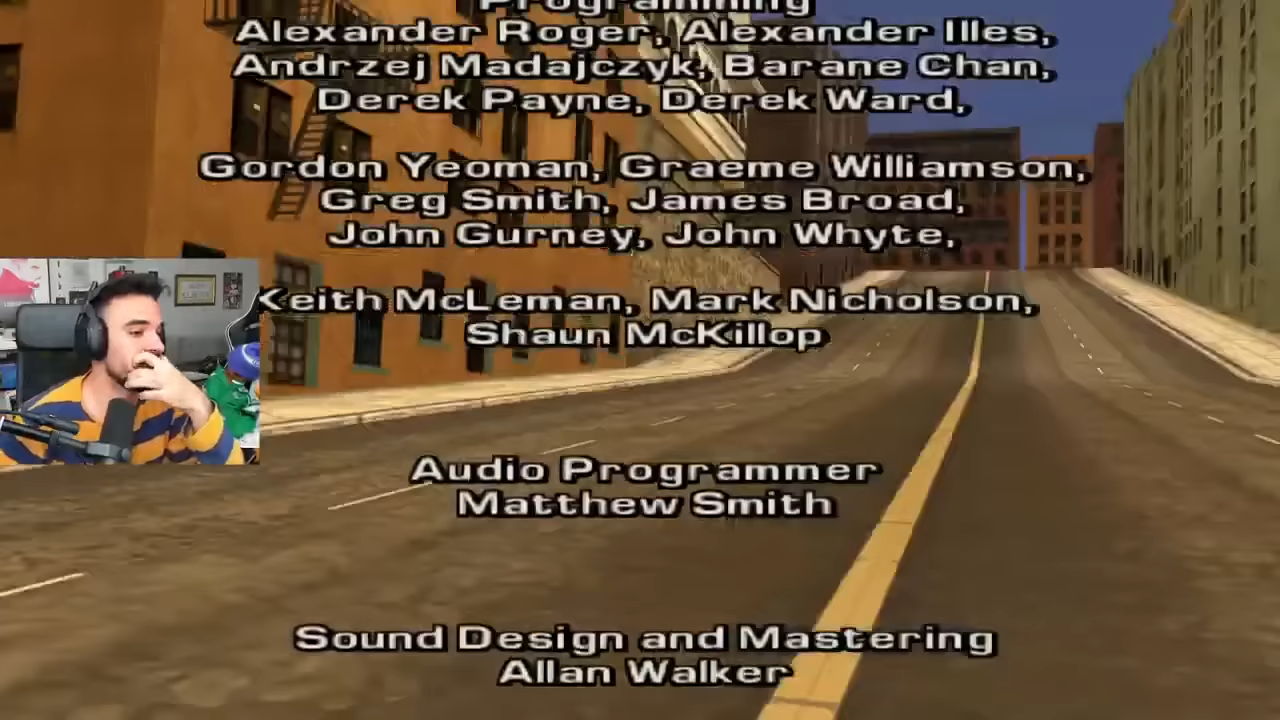 Programming
Alexander Roger, Alexander Illes,
Andrzej Madajczyk, Barane Chan,
Derek Payne, Derek Ward,
Gordon Yeoman, Graeme Williamson,
Greg Smith, James Broad,
John Gurney, John Whyte,
Keith McLeman, Mark Nicholson,
Shaun McKillop
Audio Programmer
Matthew Smith
Sound Design and Mastering
Allan Walker